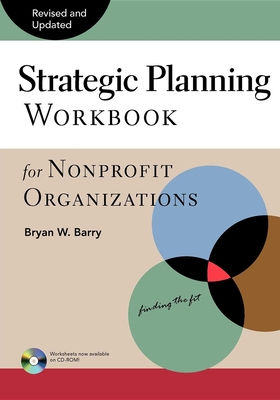 Revised and
Updated
Strategic Planning
WORKBOOK
for NONPROFIT
ORGANIZATIONS
Bryan W. Barry
finding the fit
Worksheets now available
on CD-ROM!